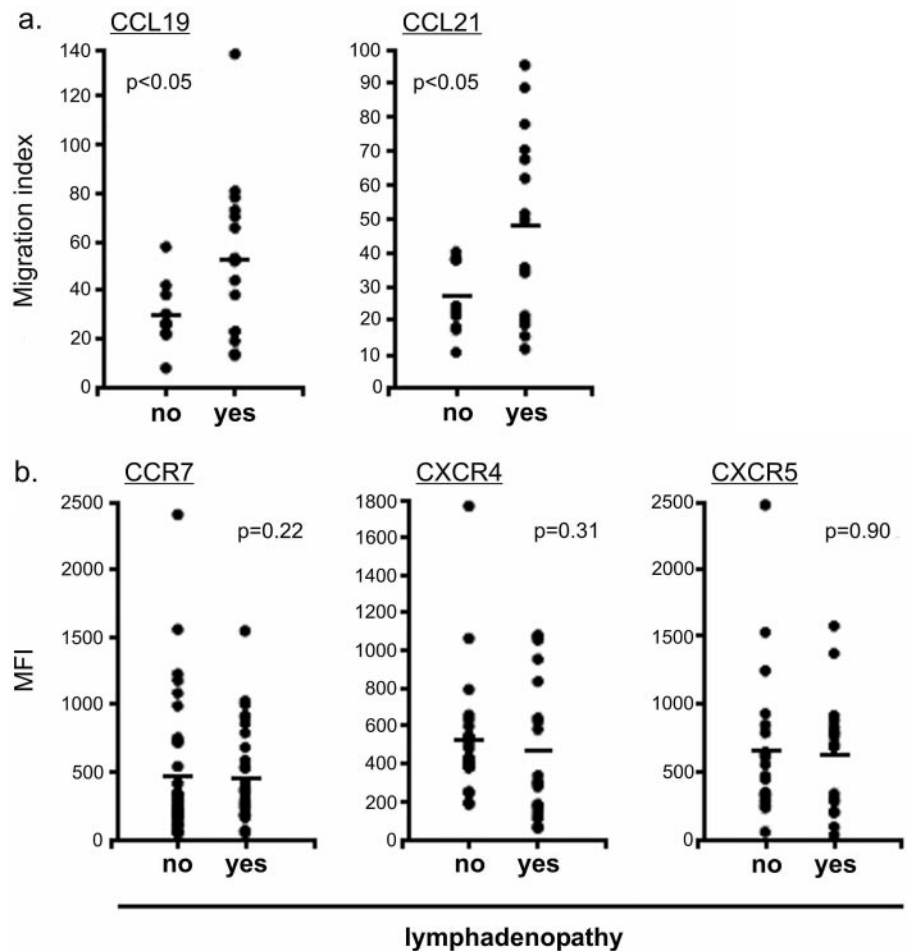 a.
CCL19
CCL21
Migration index
140
120
100
80
60
40
20
0
p<0.05
no yes
100
90
80
70
60
50
40
30
20
10
0
p<0.05
no yes
b.
CCR7
CXCR4
CXCR5
MFI
2500
2000
1500
1000
500
0
p=0.22
no yes
1800
1600
1400
1200
1000
800
600
400
200
0
p=0.31
no yes
2500
2000
1500
1000
500
0
p=0.90
no yes
lymphadenopathy